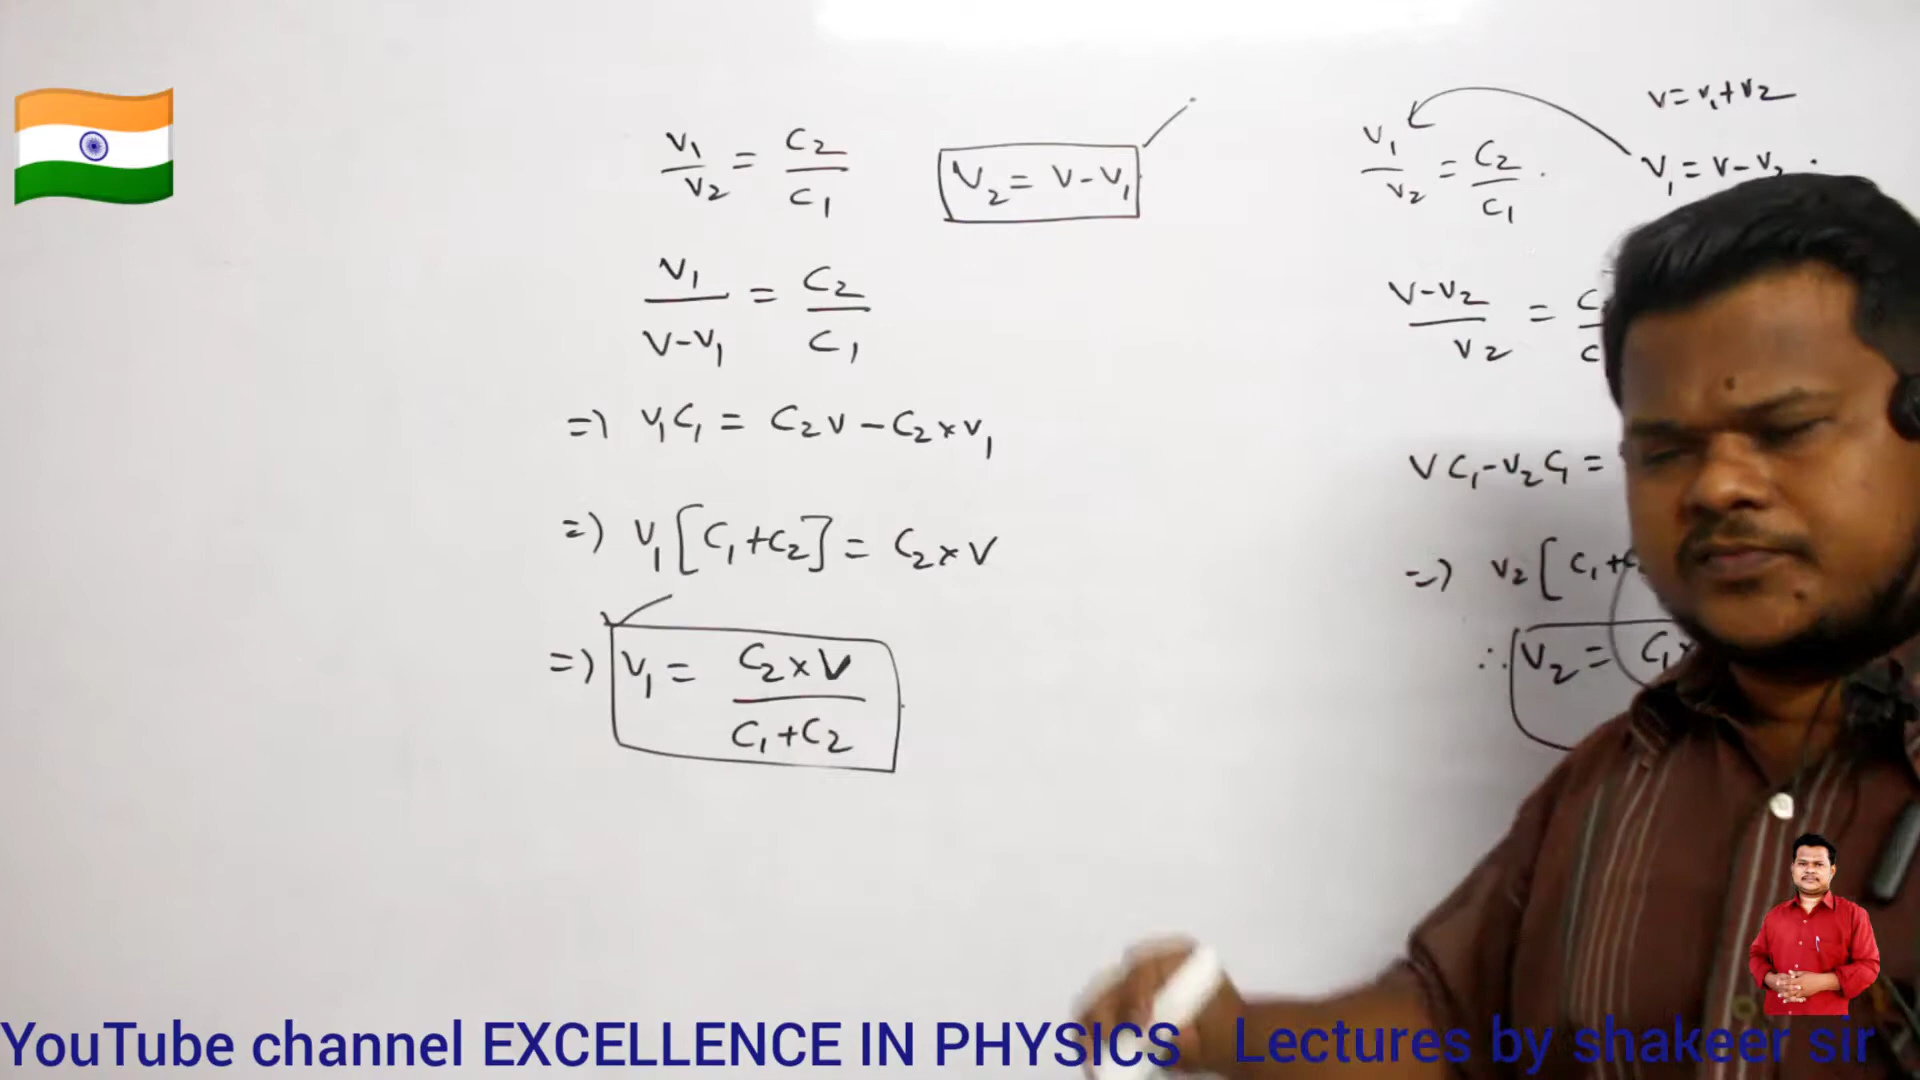 V1/V2 = C2/C1
V2 = V-V1
V1/V-V1 = C2/C1
=) V1C1 = C2V-C2×V1
=) V1[C1+C2] = C2×V
=) V1 = C2×V/C1+C2
V=V1+V2
V1/V2 = C2/C1
V1 = V-V2
V-V2/V2 = C
VC1-V2C1 =
=) V2[C1+C
∴ V2 = C1×
YouTube channel EXCELLENCE IN PHYSICS
Lectures by shakeer sir